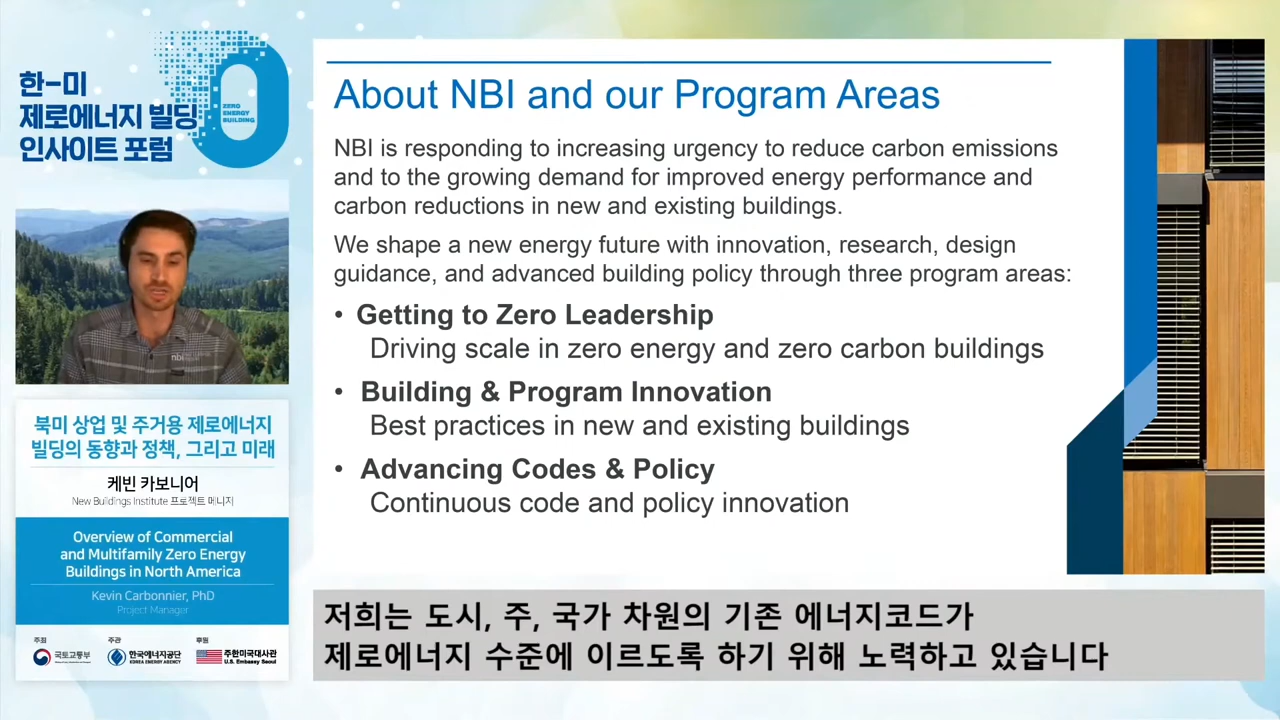 한-미
제로에너지 빌딩
인사이트 포럼
ZERO
ENERGY
BUILDING
nbi
북미 상업 및 주거용 제로에너지
빌딩의 동향과 정책, 그리고 미래
케빈 카보니어
New Buildings Institute 프로젝트 매니저
Overview of Commercial
and Multifamily Zero Energy
Buildings in North America
Kevin Carbonnier, PhD
Project Manager
주최
주관
후원
국토교통부
한국에너지공단
KOREA ENERGY AGENCY
주한미국대사관
U.S. Embassy Seoul
About NBI and our Program Areas
NBI is responding to increasing urgency to reduce carbon emissions
and to the growing demand for improved energy performance and
carbon reductions in new and existing buildings.
We shape a new energy future with innovation, research, design
guidance, and advanced building policy through three program areas:
• Getting to Zero Leadership
Driving scale in zero energy and zero carbon buildings
• Building & Program Innovation
Best practices in new and existing buildings
• Advancing Codes & Policy
Continuous code and policy innovation
저희는 도시, 주, 국가 차원의 기존 에너지코드가
제로에너지 수준에 이르도록 하기 위해 노력하고 있습니다